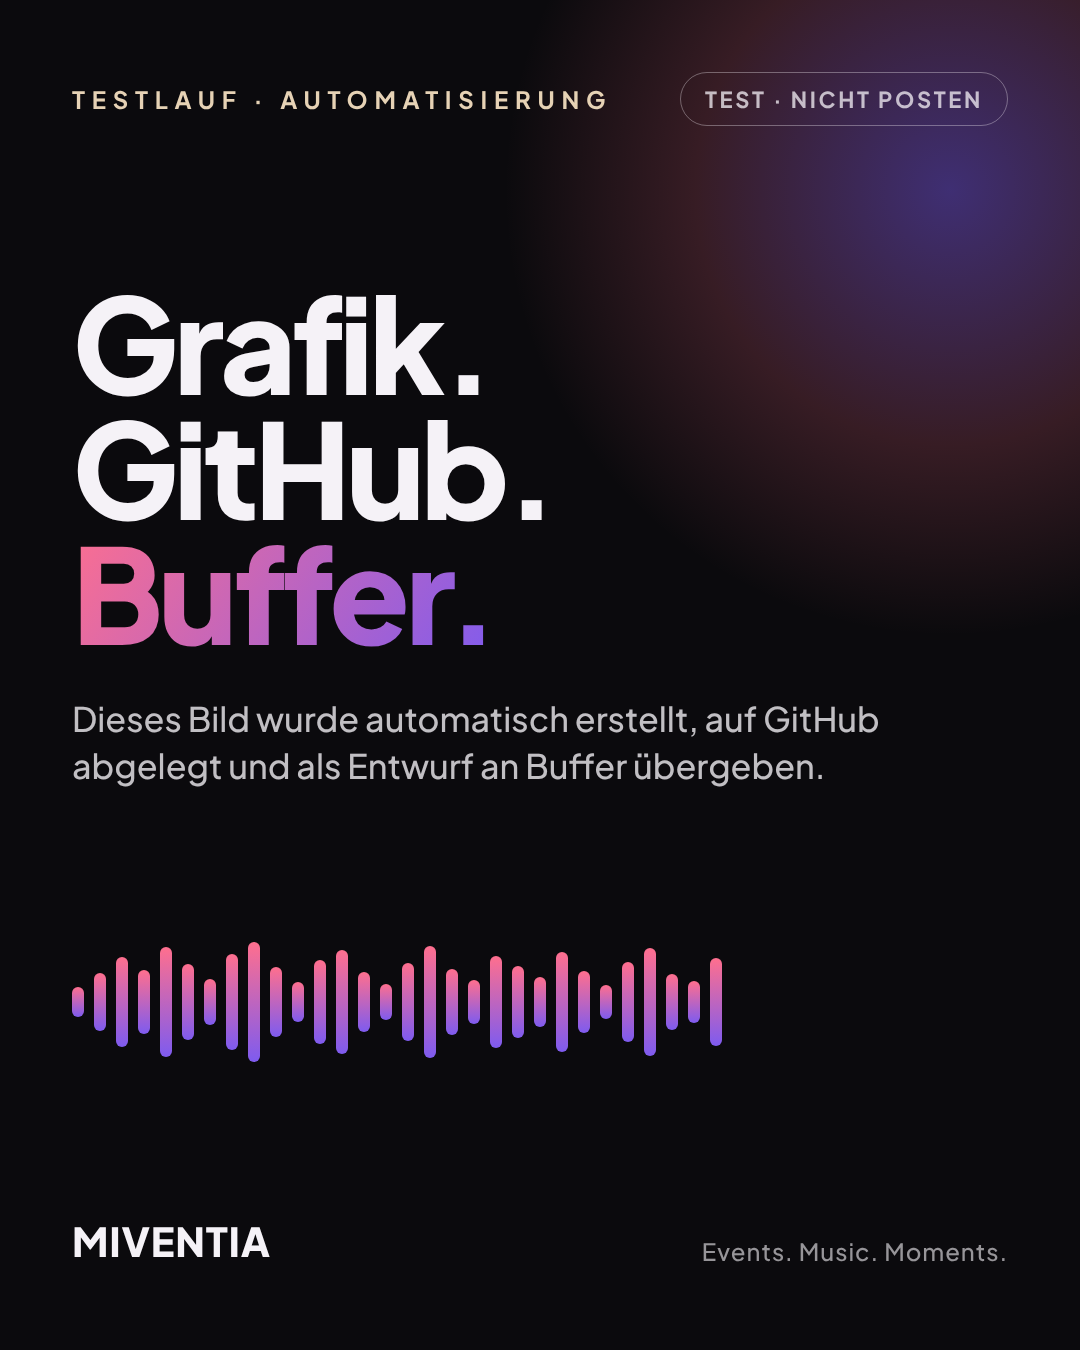 TESTLAUF · AUTOMATISIERUNG
TEST · NICHT POSTEN
Grafik.
GitHub.
Buffer.
Dieses Bild wurde automatisch erstellt, auf GitHub
abgelegt und als Entwurf an Buffer übergeben.
MIVENTIA
Events. Music. Moments.